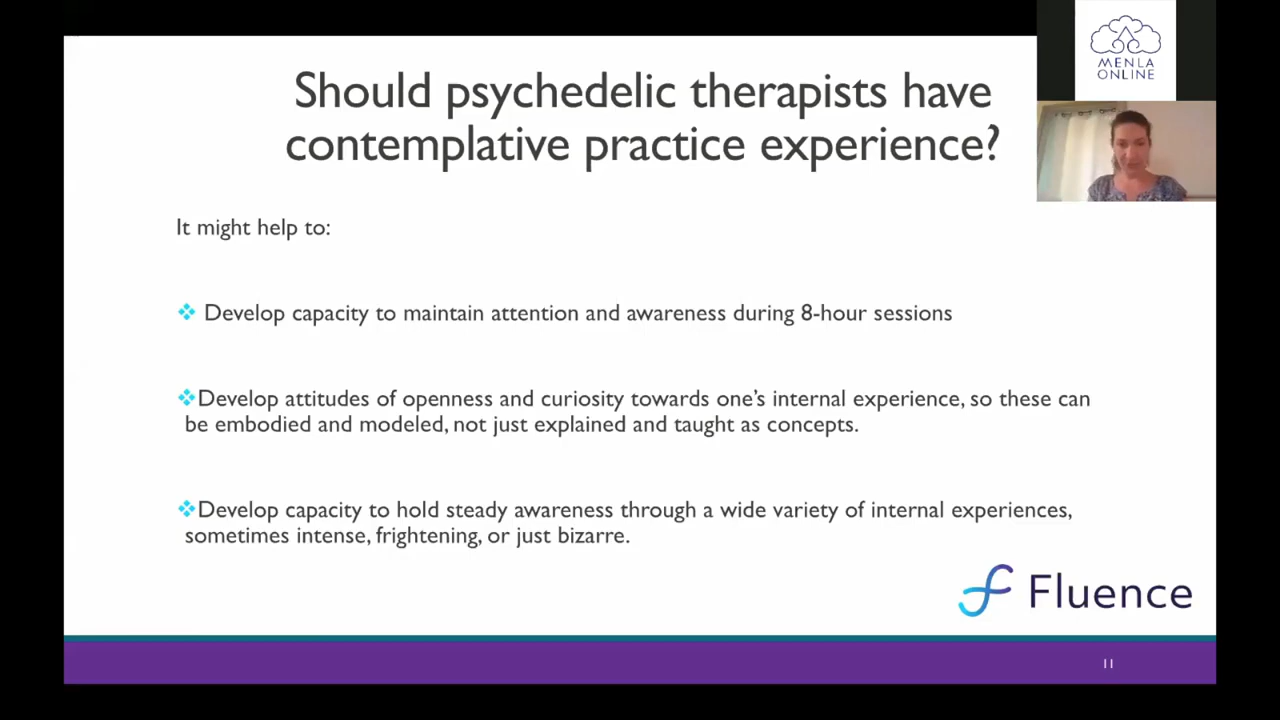 Should psychedelic therapists have
contemplative practice experience?
MENLA
ONLINE
It might help to:
Develop capacity to maintain attention and awareness during 8-hour sessions
Develop attitudes of openness and curiosity towards one’s internal experience, so these can
be embodied and modeled, not just explained and taught as concepts.
Develop capacity to hold steady awareness through a wide variety of internal experiences,
sometimes intense, frightening, or just bizarre.
Fluence
11